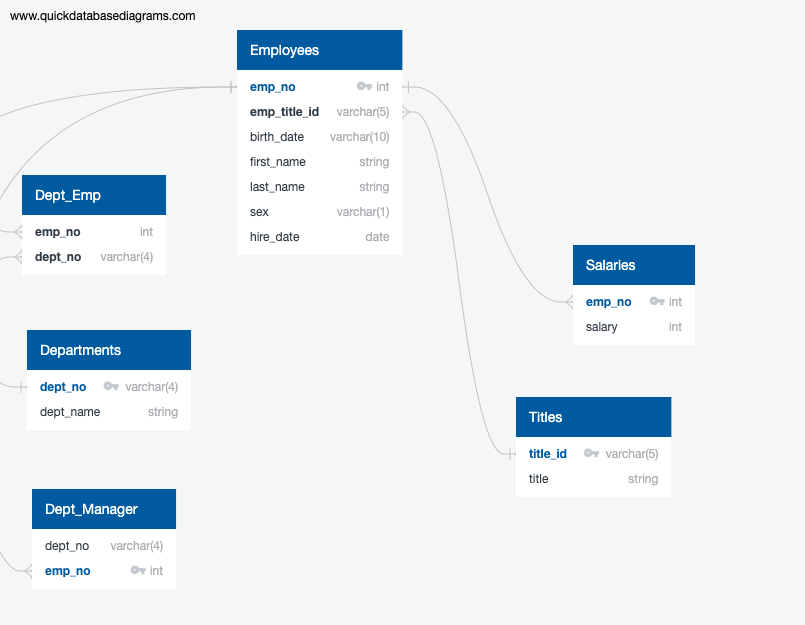 www.quickdatabasediagrams.com
Employees
emp_no int
emp_title_id varchar(5)
birth_date varchar(10)
first_name string
last_name string
sex varchar(1)
hire_date date
Dept_Emp
emp_no int
dept_no varchar(4)
Salaries
emp_no int
salary int
Departments
dept_no varchar(4)
dept_name string
Titles
title_id varchar(5)
title string
Dept_Manager
dept_no varchar(4)
emp_no int